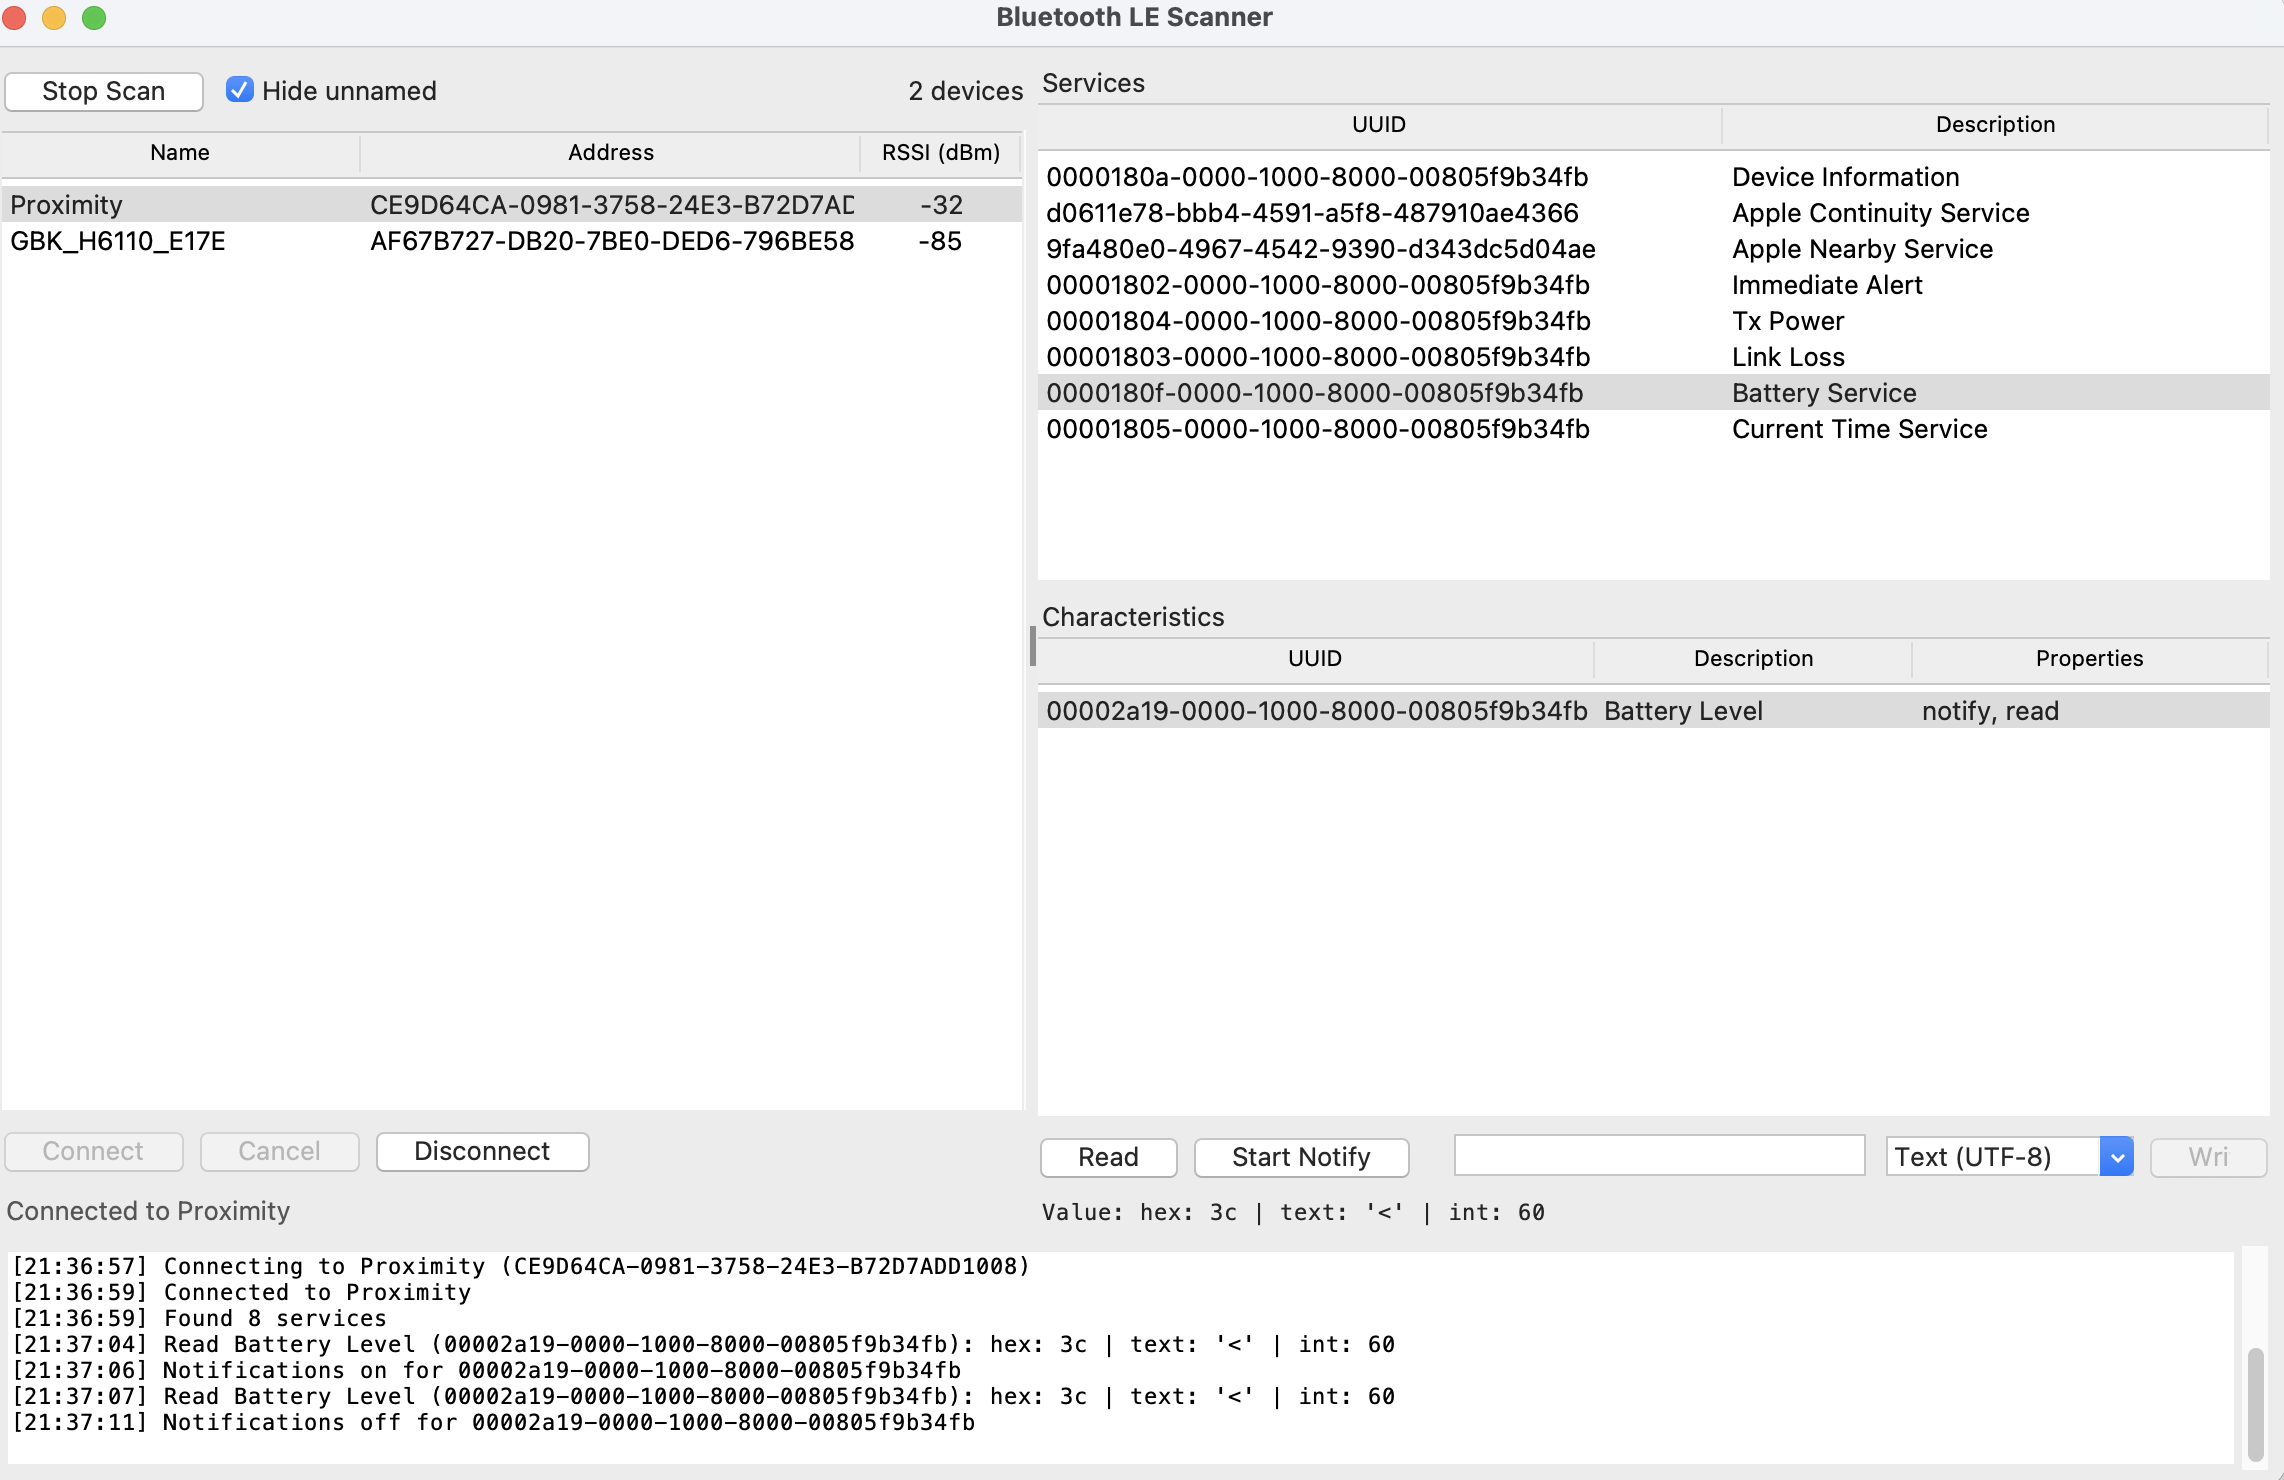 Bluetooth LE Scanner
Stop Scan
Hide unnamed
2 devices
Name Address RSSI (dBm)
Proximity CE9D64CA-0981-3758-24E3-B72D7AD -32
GBK_H6110_E17E AF67B727-DB20-7BE0-DED6-796BE58 -85
Connect
Cancel
Disconnect
Connected to Proximity
Services
UUID Description
0000180a-0000-1000-8000-00805f9b34fb Device Information
d0611e78-bbb4-4591-a5f8-487910ae4366 Apple Continuity Service
9fa480e0-4967-4542-9390-d343dc5d04ae Apple Nearby Service
00001802-0000-1000-8000-00805f9b34fb Immediate Alert
00001804-0000-1000-8000-00805f9b34fb Tx Power
00001803-0000-1000-8000-00805f9b34fb Link Loss
0000180f-0000-1000-8000-00805f9b34fb Battery Service
00001805-0000-1000-8000-00805f9b34fb Current Time Service
Characteristics
UUID Description Properties
00002a19-0000-1000-8000-00805f9b34fb Battery Level notify, read
Read
Start Notify
Text (UTF-8)
Wri
Value: hex: 3c | text: '<' | int: 60
[21:36:57] Connecting to Proximity (CE9D64CA-0981-3758-24E3-B72D7ADD1008)
[21:36:59] Connected to Proximity
[21:36:59] Found 8 services
[21:37:04] Read Battery Level (00002a19-0000-1000-8000-00805f9b34fb): hex: 3c | text: '<' | int: 60
[21:37:06] Notifications on for 00002a19-0000-1000-8000-00805f9b34fb
[21:37:07] Read Battery Level (00002a19-0000-1000-8000-00805f9b34fb): hex: 3c | text: '<' | int: 60
[21:37:11] Notifications off for 00002a19-0000-1000-8000-00805f9b34fb